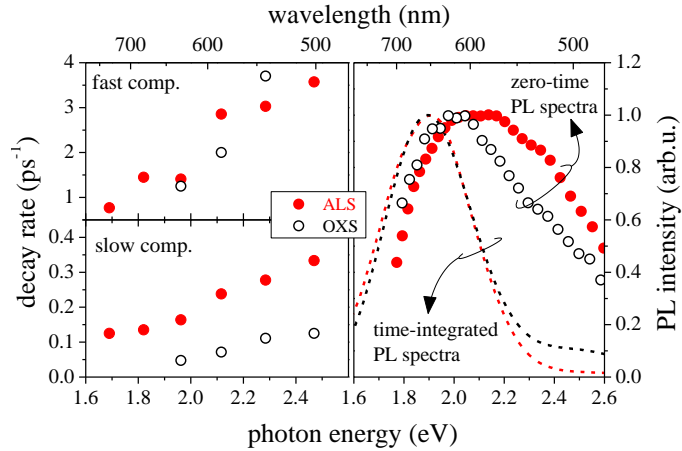 wavelength (nm)
700 600 500 700 600 500
4
3
2
1
fast comp.
decay rate (ps⁻¹)
ALS
OXS
0.4
0.3
0.2
0.1
0.0
slow comp.
1.6 1.8 2.0 2.2 2.4 1.6 1.8 2.0 2.2 2.4 2.6
zero-time
PL spectra
time-integrated
PL spectra
1.2
1.0
0.8
0.6
0.4
0.2
0.0
PL intensity (arb.u.)
photon energy (eV)